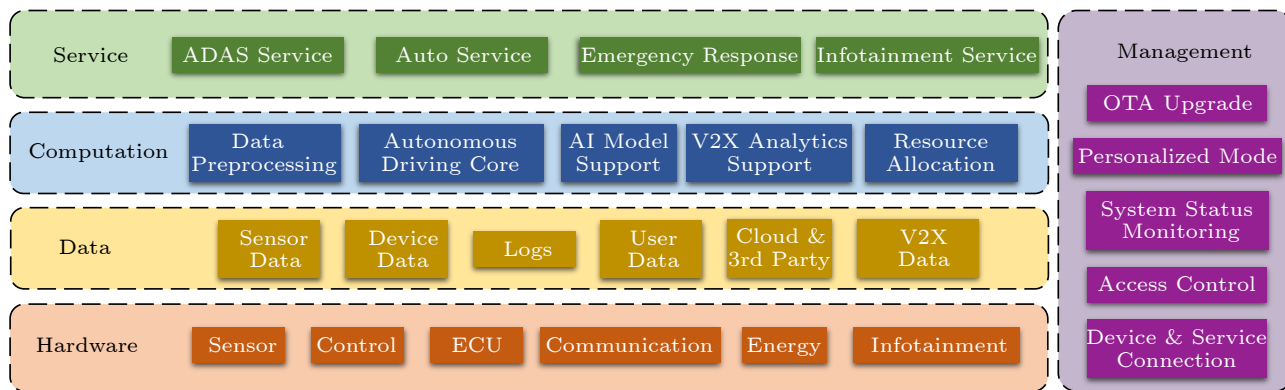 Service
ADAS Service
Auto Service
Emergency Response
Infotainment Service
Computation
Data
Preprocessing
Autonomous
Driving Core
AI Model
Support
V2X Analytics
Support
Resource
Allocation
Data
Sensor
Data
Device
Data
Logs
User
Data
Cloud &
3rd Party
V2X
Data
Hardware
Sensor
Control
ECU
Communication
Energy
Infotainment
Management
OTA Upgrade
Personalized Mode
System Status
Monitoring
Access Control
Device & Service
Connection